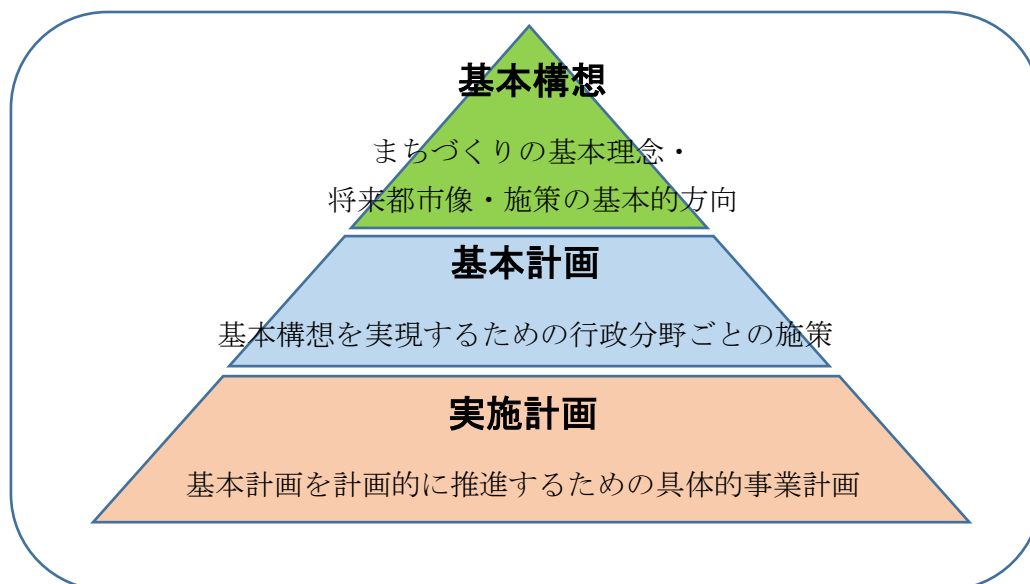 基本構想
まちづくりの基本理念・
将来都市像・施策の基本的方向
基本計画
基本構想を実現するための行政分野ごとの施策
実施計画
基本計画を計画的に推進するための具体的事業計画